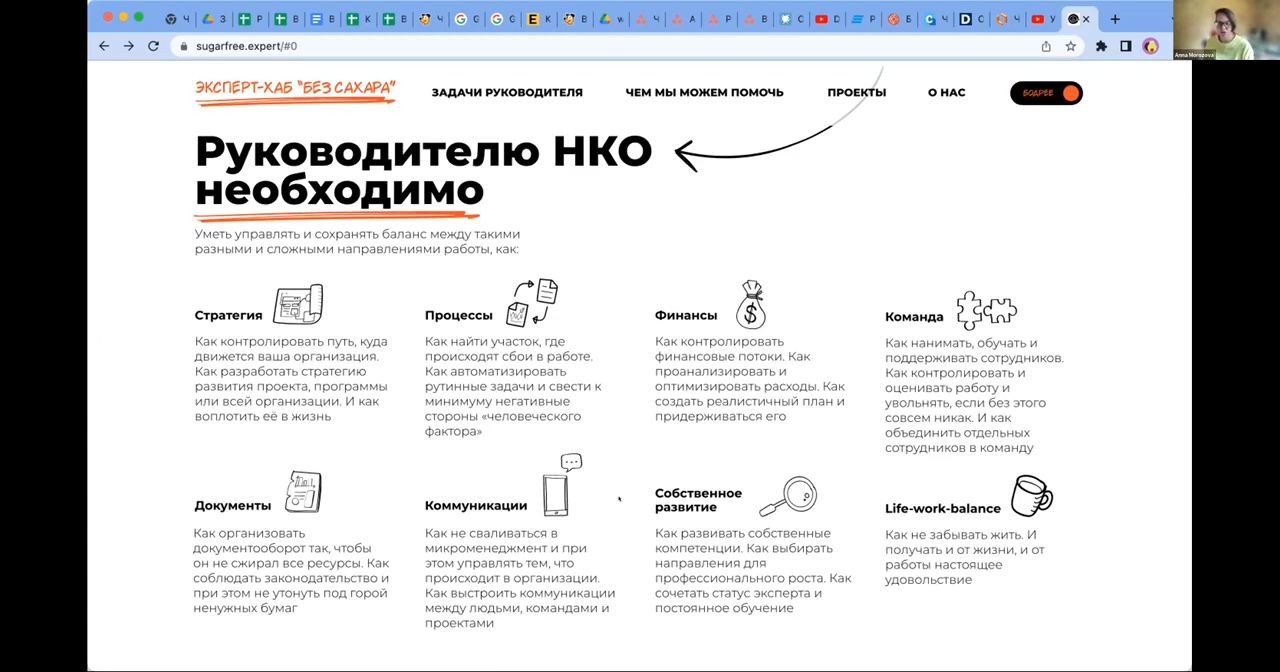 Ч З Р В В К В Ч G G К В w Ч А Р В С D Р Б Ч С Ч У
sugarfree.expert/#0
Anna Morozova
ЭКСПЕРТ-ХАБ "БЕЗ САХАРА"
ЗАДАЧИ РУКОВОДИТЕЛЯ
ЧЕМ МЫ МОЖЕМ ПОМОЧЬ
ПРОЕКТЫ
О НАС
БОДРЕЕ
Руководителю НКО
необходимо
Уметь управлять и сохранять баланс между такими
разными и сложными направлениями работы, как:
Стратегия
Как контролировать путь, куда
движется ваша организация.
Как разработать стратегию
развития проекта, программы
или всей организации. И как
воплотить её в жизнь
Процессы
Как найти участок, где
происходят сбои в работе.
Как автоматизировать
рутинные задачи и свести к
минимуму негативные
стороны «человеческого
фактора»
Финансы
$
Как контролировать
финансовые потоки. Как
проанализировать и
оптимизировать расходы. Как
создать реалистичный план и
придерживаться его
Команда
Как нанимать, обучать и
поддерживать сотрудников.
Как контролировать и
оценивать работу и
увольнять, если без этого
совсем никак. И как
объединить отдельных
сотрудников в команду
Документы
Как организовать
документооборот так, чтобы
он не сжирал все ресурсы. Как
соблюдать законодательство и
при этом не утонуть под горой
ненужных бумаг
Коммуникации
Как не сваливаться в
микроменеджмент и при
этом управлять тем, что
происходит в организации.
Как выстроить коммуникации
между людьми, командами и
проектами
Собственное
развитие
Как развивать собственные
компетенции. Как выбирать
направления для
профессионального роста. Как
сочетать статус эксперта и
постоянное обучение
Life-work-balance
Как не забывать жить. И
получать и от жизни, и от
работы настоящее
удовольствие